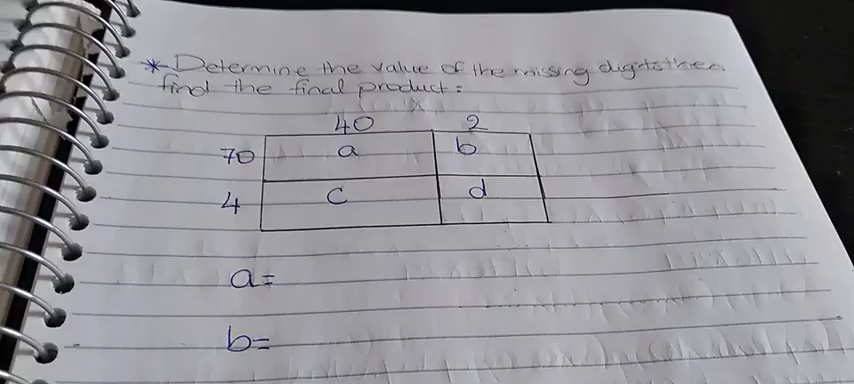 * Determine the value of the missing digits then
find the final product:
40 2
70 a b
4 c d
a=
b=